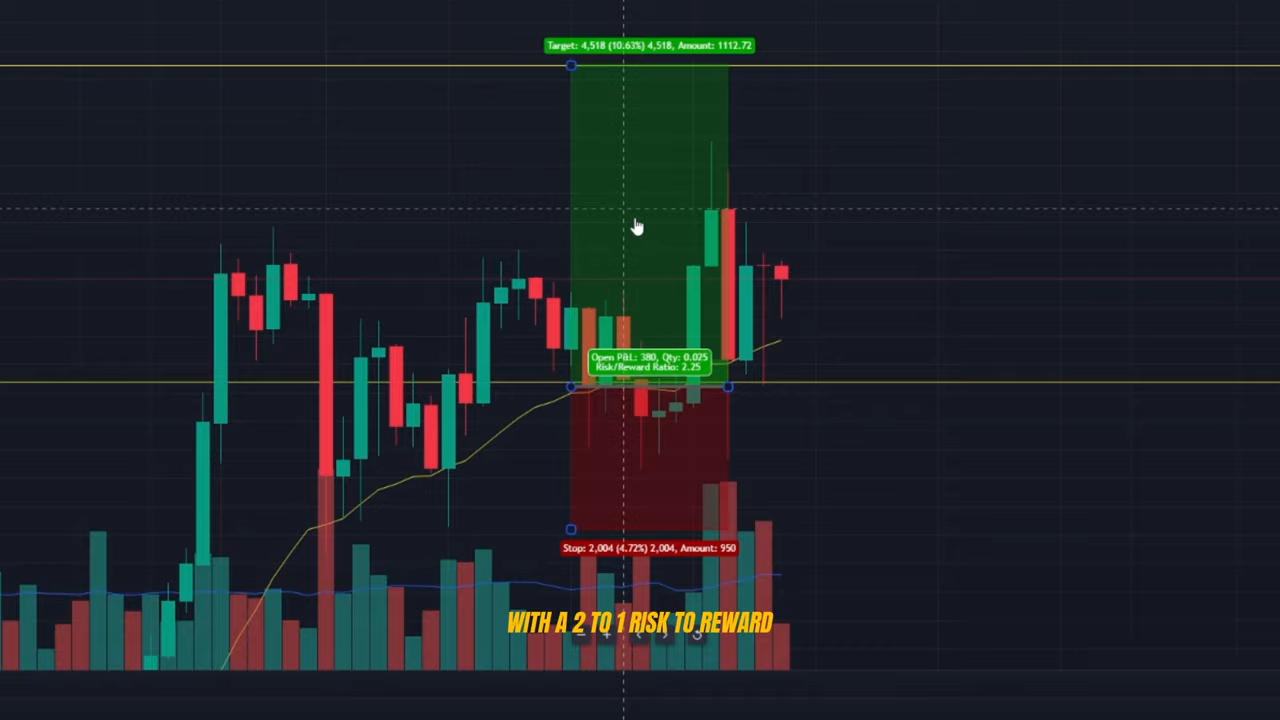 Target: 4,518 (10.63%) 4,518, Amount: 1112.72
Open P&L: 380, Qty: 0.025
Risk/Reward Ratio: 2.25
Stop: 2,004 (4.72%) 2,004, Amount: 950
WITH A 2 TO 1 RISK TO REWARD